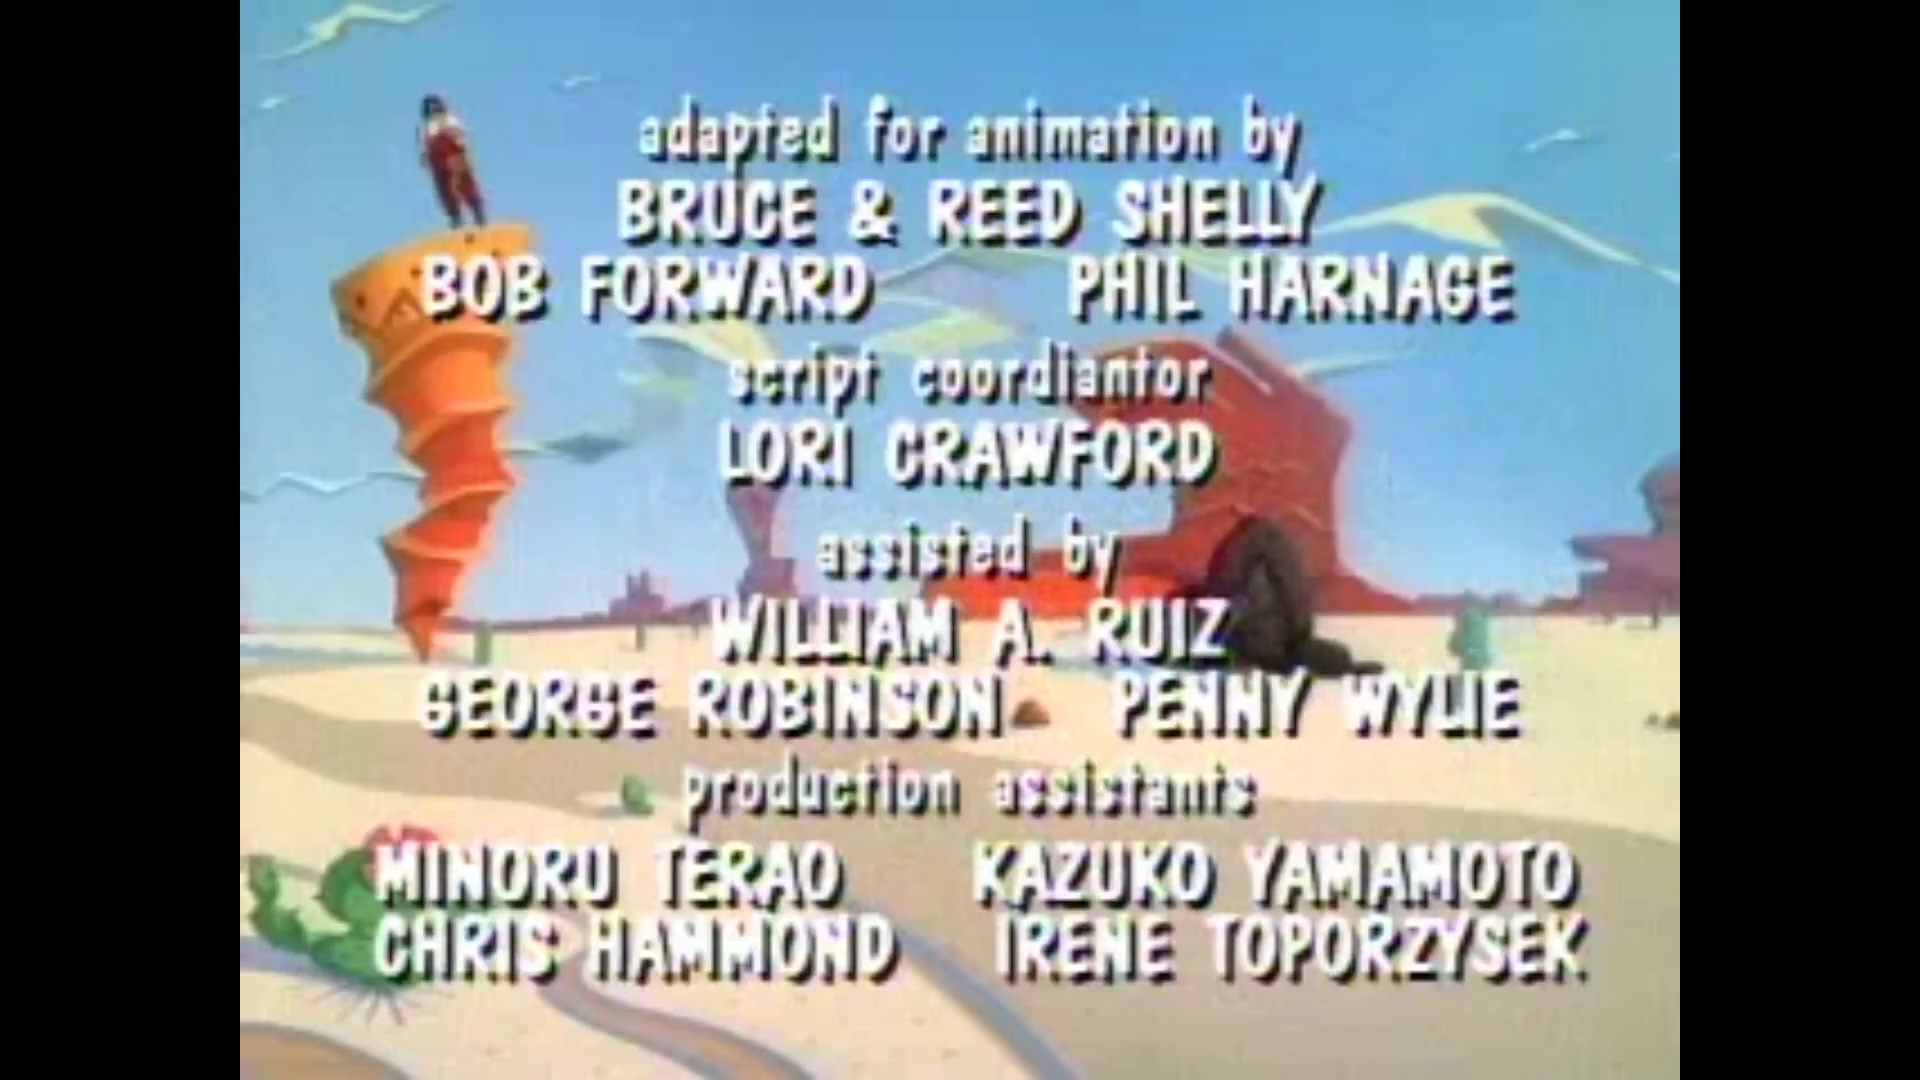 adapted for animation by
BRUCE & REED SHELLY
BOB FORWARD PHIL HARNAGE
script coordiantor
LORI CRAWFORD
assisted by
WILLIAM A. RUIZ
GEORGE ROBINSON PENNY WYLIE
production assistants
MINORU TERAO KAZUKO YAMAMOTO
CHRIS HAMMOND IRENE TOPORZYSEK